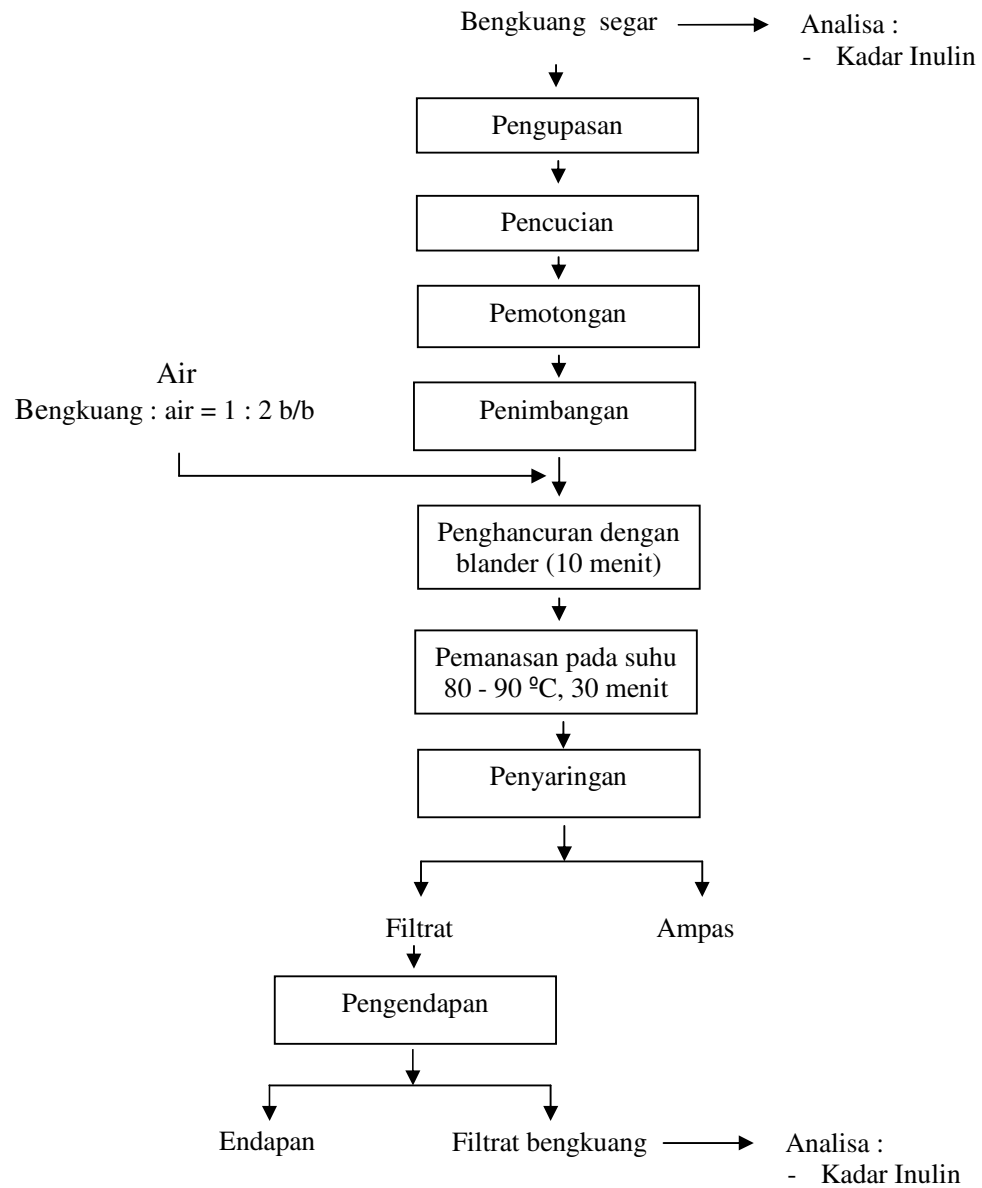 Bengkuang segar
Analisa :
- Kadar Inulin
Pengupasan
Pencucian
Pemotongan
Air
Bengkuang : air = 1 : 2 b/b
Penimbangan
Penghancuran dengan
blander (10 menit)
Pemanasan pada suhu
80 - 90 ºC, 30 menit
Penyaringan
Filtrat
Ampas
Pengendapan
Endapan
Filtrat bengkuang
Analisa :
- Kadar Inulin